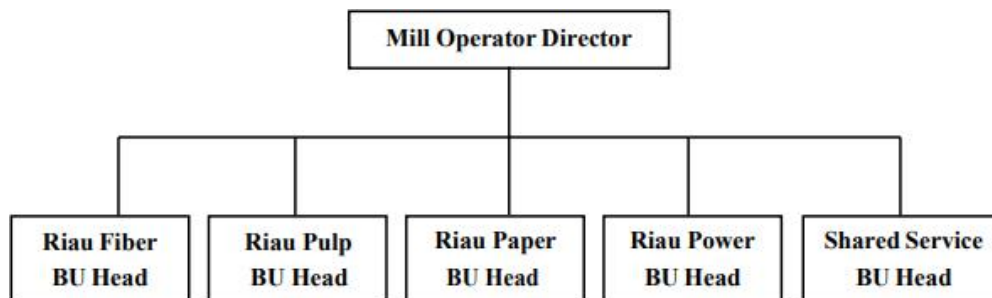 Mill Operator Director
Riau Fiber
BU Head
Riau Pulp
BU Head
Riau Paper
BU Head
Riau Power
BU Head
Shared Service
BU Head